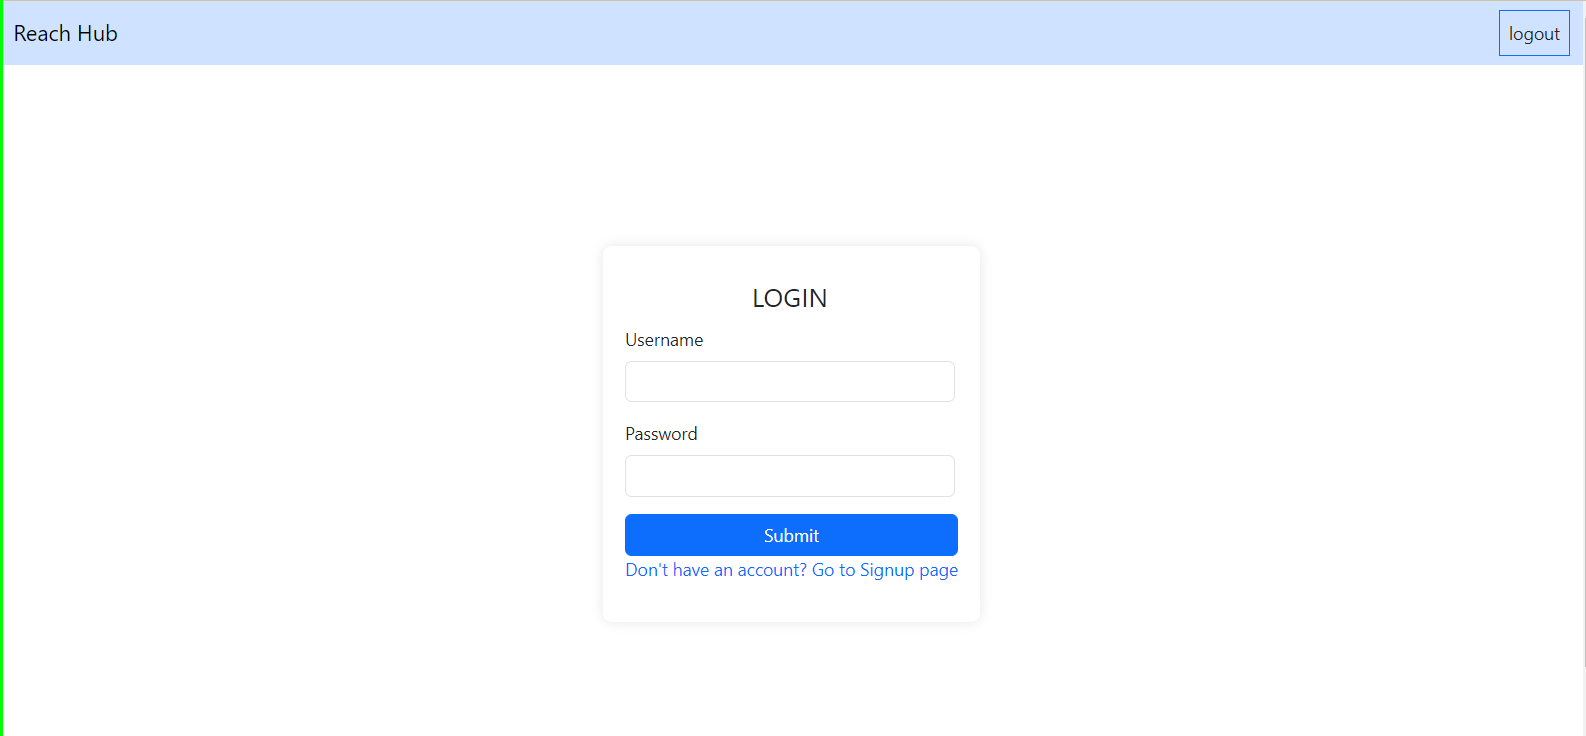 Reach Hub
logout
LOGIN
Username
Password
Submit
Don't have an account? Go to Signup page